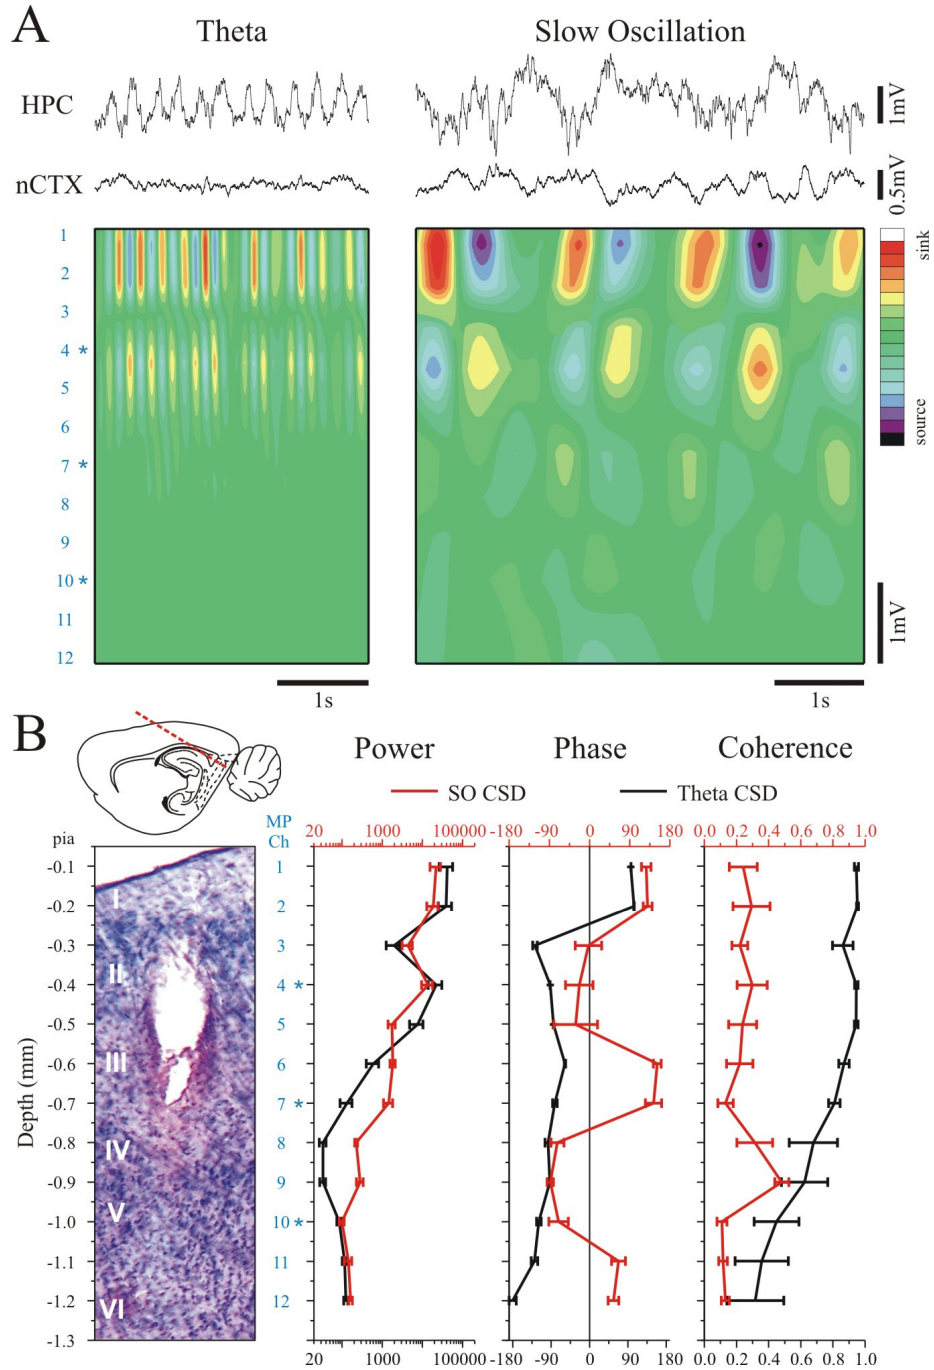 A
Theta
Slow Oscillation
HPC
1mV
nCTX
0.5mV
1
2
3
4 *
5
6
7 *
8
9
10 *
11
12
sink
source
1mV
1s
1s
B
Power
Phase
Coherence
SO CSD
Theta CSD
pia
MP
Ch
20 1000 100000
-180 -90 0 90 180
0.0 0.2 0.4 0.6 0.8 1.0
Depth (mm)
-0.1
-0.2
-0.3
-0.4
-0.5
-0.6
-0.7
-0.8
-0.9
-1.0
-1.1
-1.2
-1.3
I
II
III
IV
V
VI
1
2
3
4 *
5
6
7 *
8
9
10 *
11
12
20 1000 100000
-180 -90 0 90 180
0.0 0.2 0.4 0.6 0.8 1.0